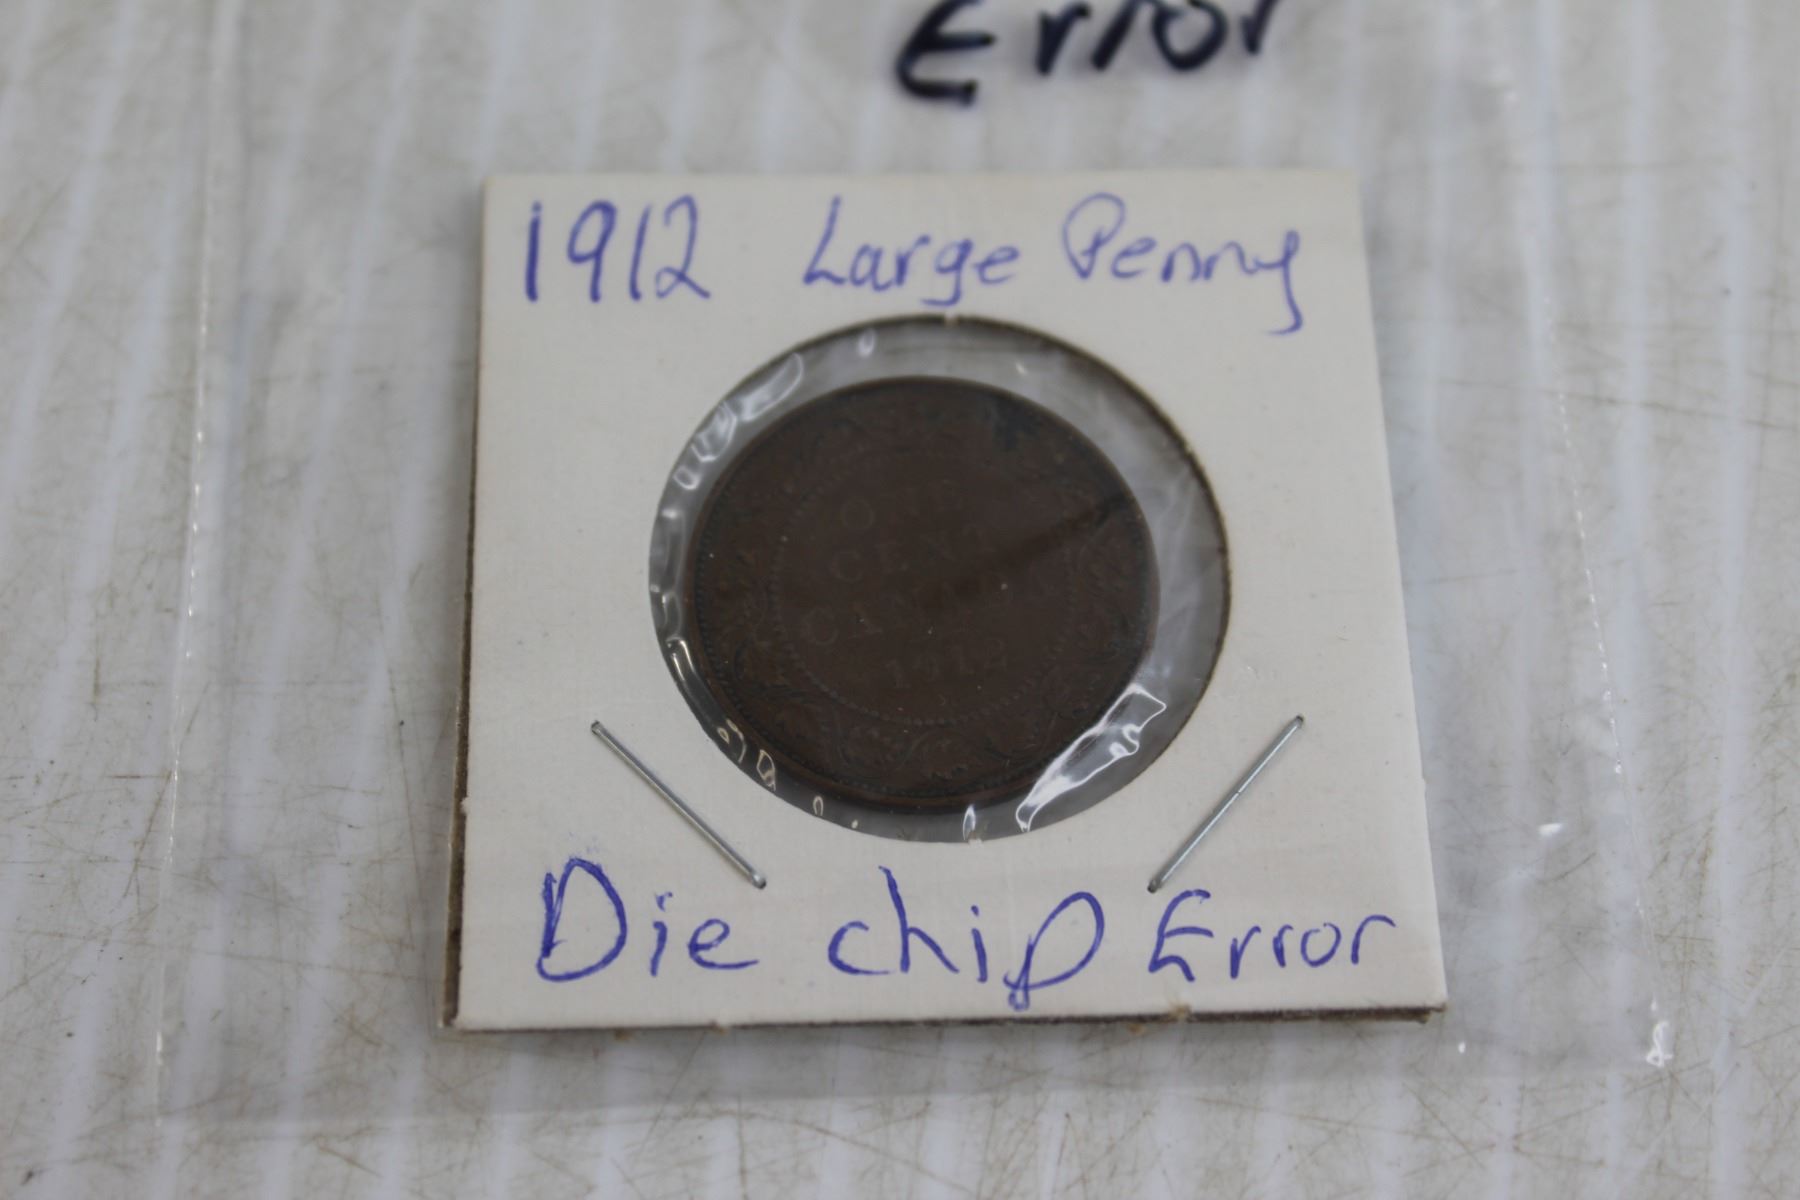 Error
1912 Large Penny
ONE
CENT
CANADA
1912
Die chip Error